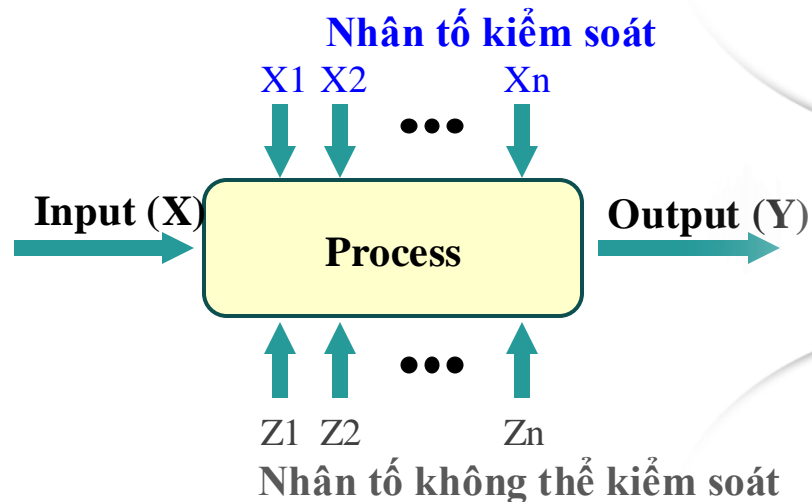 Nhân tố kiểm soát
X1 X2 ••• Xn
Input (X)
Process
Output (Y)
•••
Z1 Z2 Zn
Nhân tố không thể kiểm soát